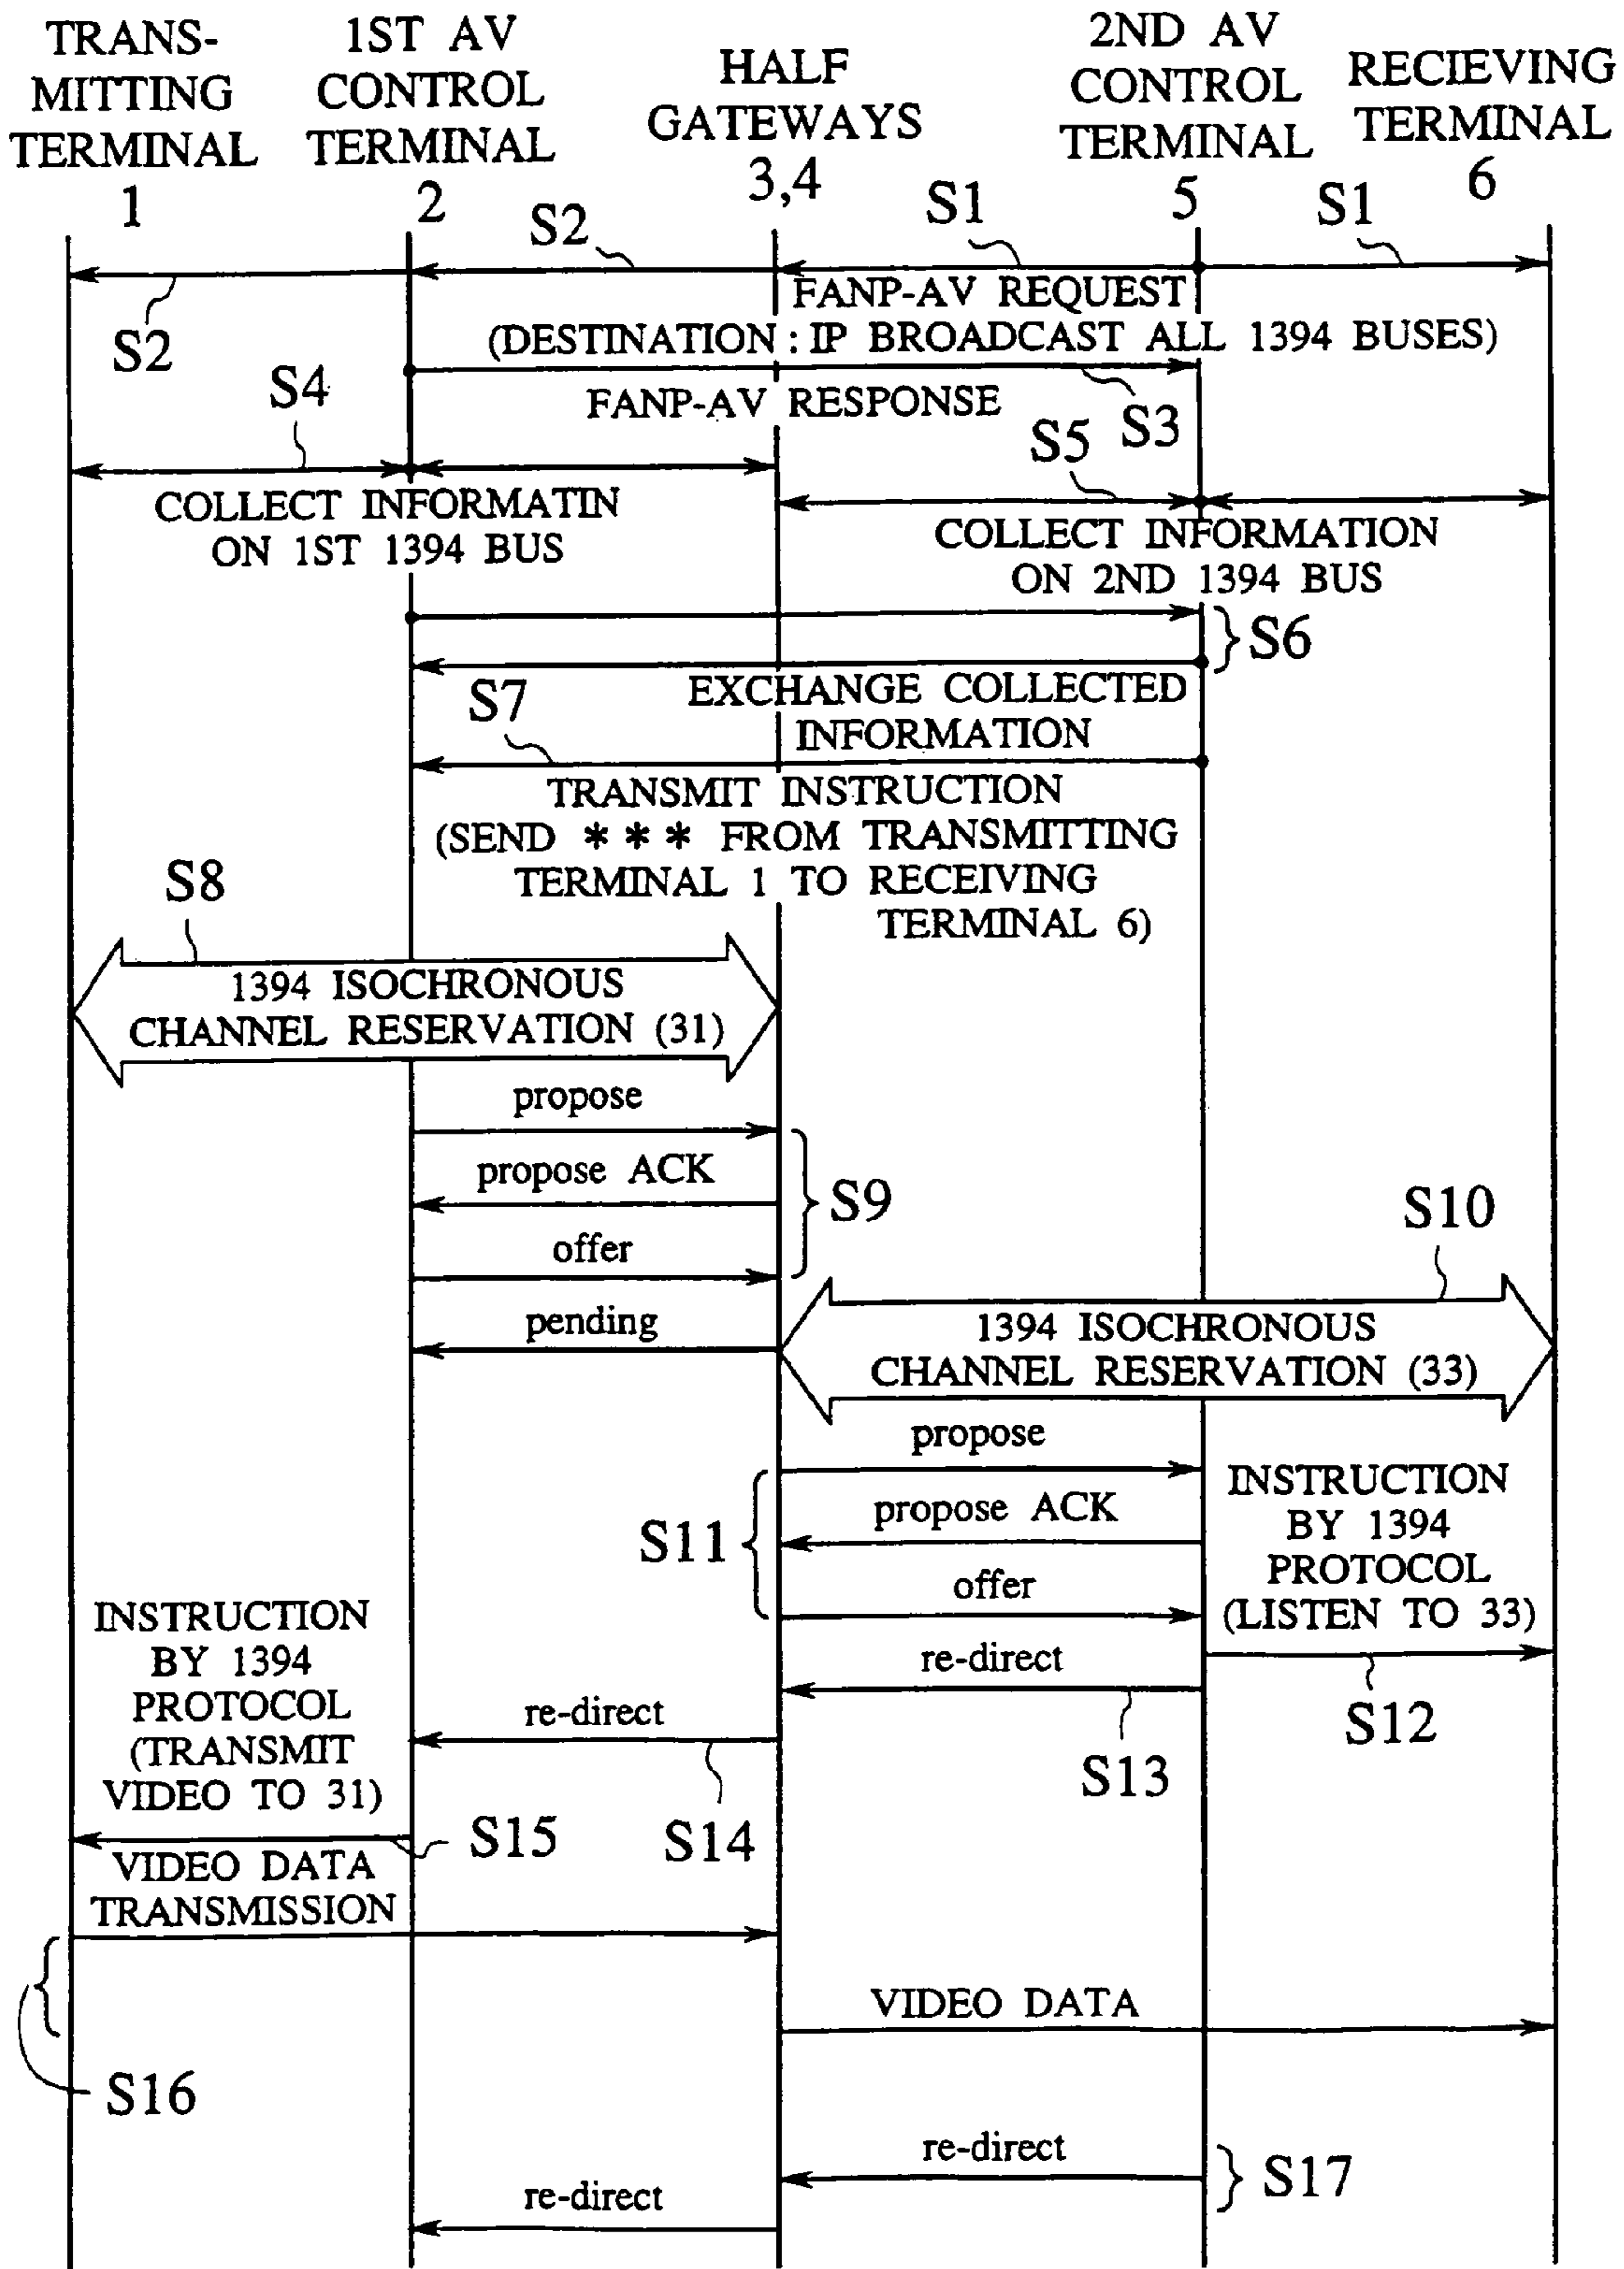 TRANS-
MITTING
TERMINAL
1
1ST AV
CONTROL
TERMINAL
2
HALF
GATEWAYS
3,4
2ND AV
CONTROL
TERMINAL
5
RECIEVING
TERMINAL
6
S2
S1
S1
S2
FANP-AV REQUEST
(DESTINATION : IP BROADCAST ALL 1394 BUSES)
S4
FANP-AV RESPONSE
S3
S5
COLLECT INFORMATIN
ON 1ST 1394 BUS
COLLECT INFORMATION
ON 2ND 1394 BUS
S6
EXCHANGE COLLECTED
INFORMATION
S7
TRANSMIT INSTRUCTION
(SEND * * * FROM TRANSMITTING
TERMINAL 1 TO RECEIVING
TERMINAL 6)
S8
1394 ISOCHRONOUS
CHANNEL RESERVATION (31)
propose
propose ACK
S9
offer
S10
pending
1394 ISOCHRONOUS
CHANNEL RESERVATION (33)
propose
S11
propose ACK
offer
INSTRUCTION
BY 1394
PROTOCOL
(LISTEN TO 33)
S12
re-direct
S13
re-direct
S14
INSTRUCTION
BY 1394
PROTOCOL
(TRANSMIT
VIDEO TO 31)
S15
VIDEO DATA
TRANSMISSION
S16
VIDEO DATA
re-direct
S17
re-direct